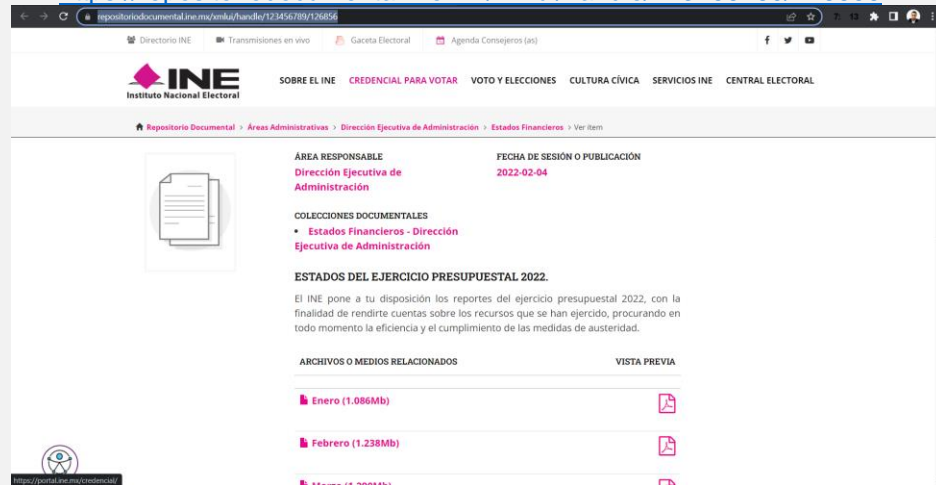 repositoriodocumental.ine.mx/xmlui/handle/123456789/126856
Directorio INE Transmisiones en vivo Gaceta Electoral Agenda Consejeros (as)
INE
Instituto Nacional Electoral
SOBRE EL INE CREDENCIAL PARA VOTAR VOTO Y ELECCIONES CULTURA CÍVICA SERVICIOS INE CENTRAL ELECTORAL
Repositorio Documental > Áreas Administrativas > Dirección Ejecutiva de Administración > Estados Financieros > Ver ítem
ÁREA RESPONSABLE
Dirección Ejecutiva de
Administración
FECHA DE SESIÓN O PUBLICACIÓN
2022-02-04
COLECCIONES DOCUMENTALES
• Estados Financieros - Dirección
Ejecutiva de Administración
ESTADOS DEL EJERCICIO PRESUPUESTAL 2022.
El INE pone a tu disposición los reportes del ejercicio presupuestal 2022, con la
finalidad de rendirte cuentas sobre los recursos que se han ejercido, procurando en
todo momento la eficiencia y el cumplimiento de las medidas de austeridad.
ARCHIVOS O MEDIOS RELACIONADOS VISTA PREVIA
Enero (1.086Mb)
Febrero (1.238Mb)
https://portal.ine.mx/credencial/